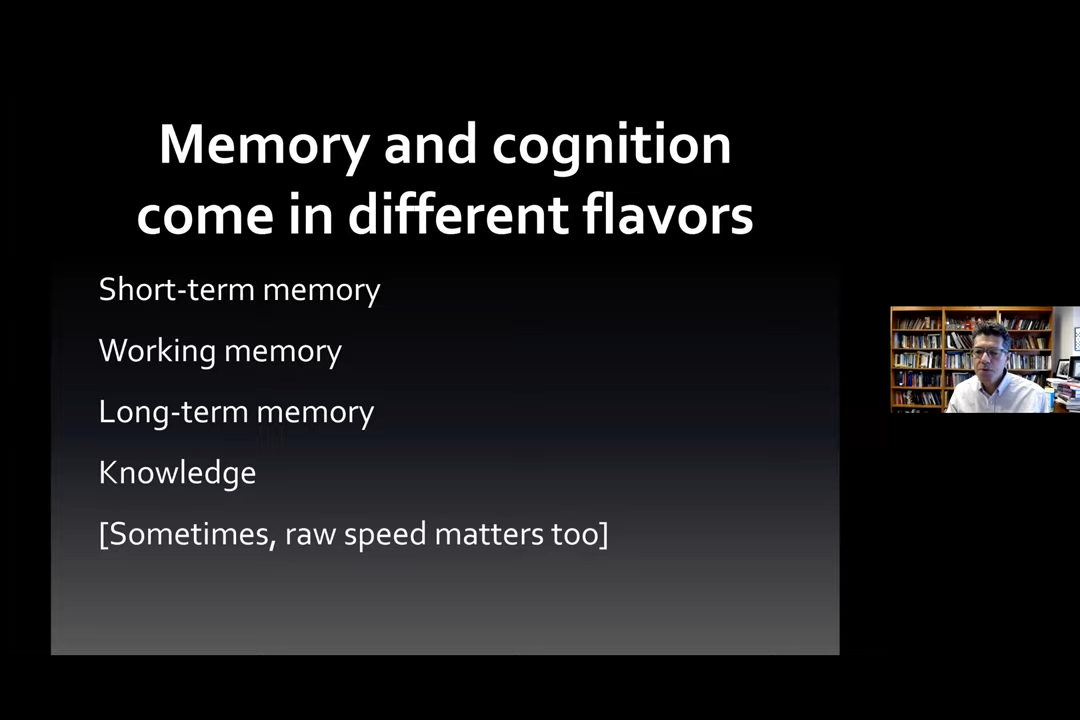 Memory and cognition
come in different flavors
Short-term memory
Working memory
Long-term memory
Knowledge
[Sometimes, raw speed matters too]